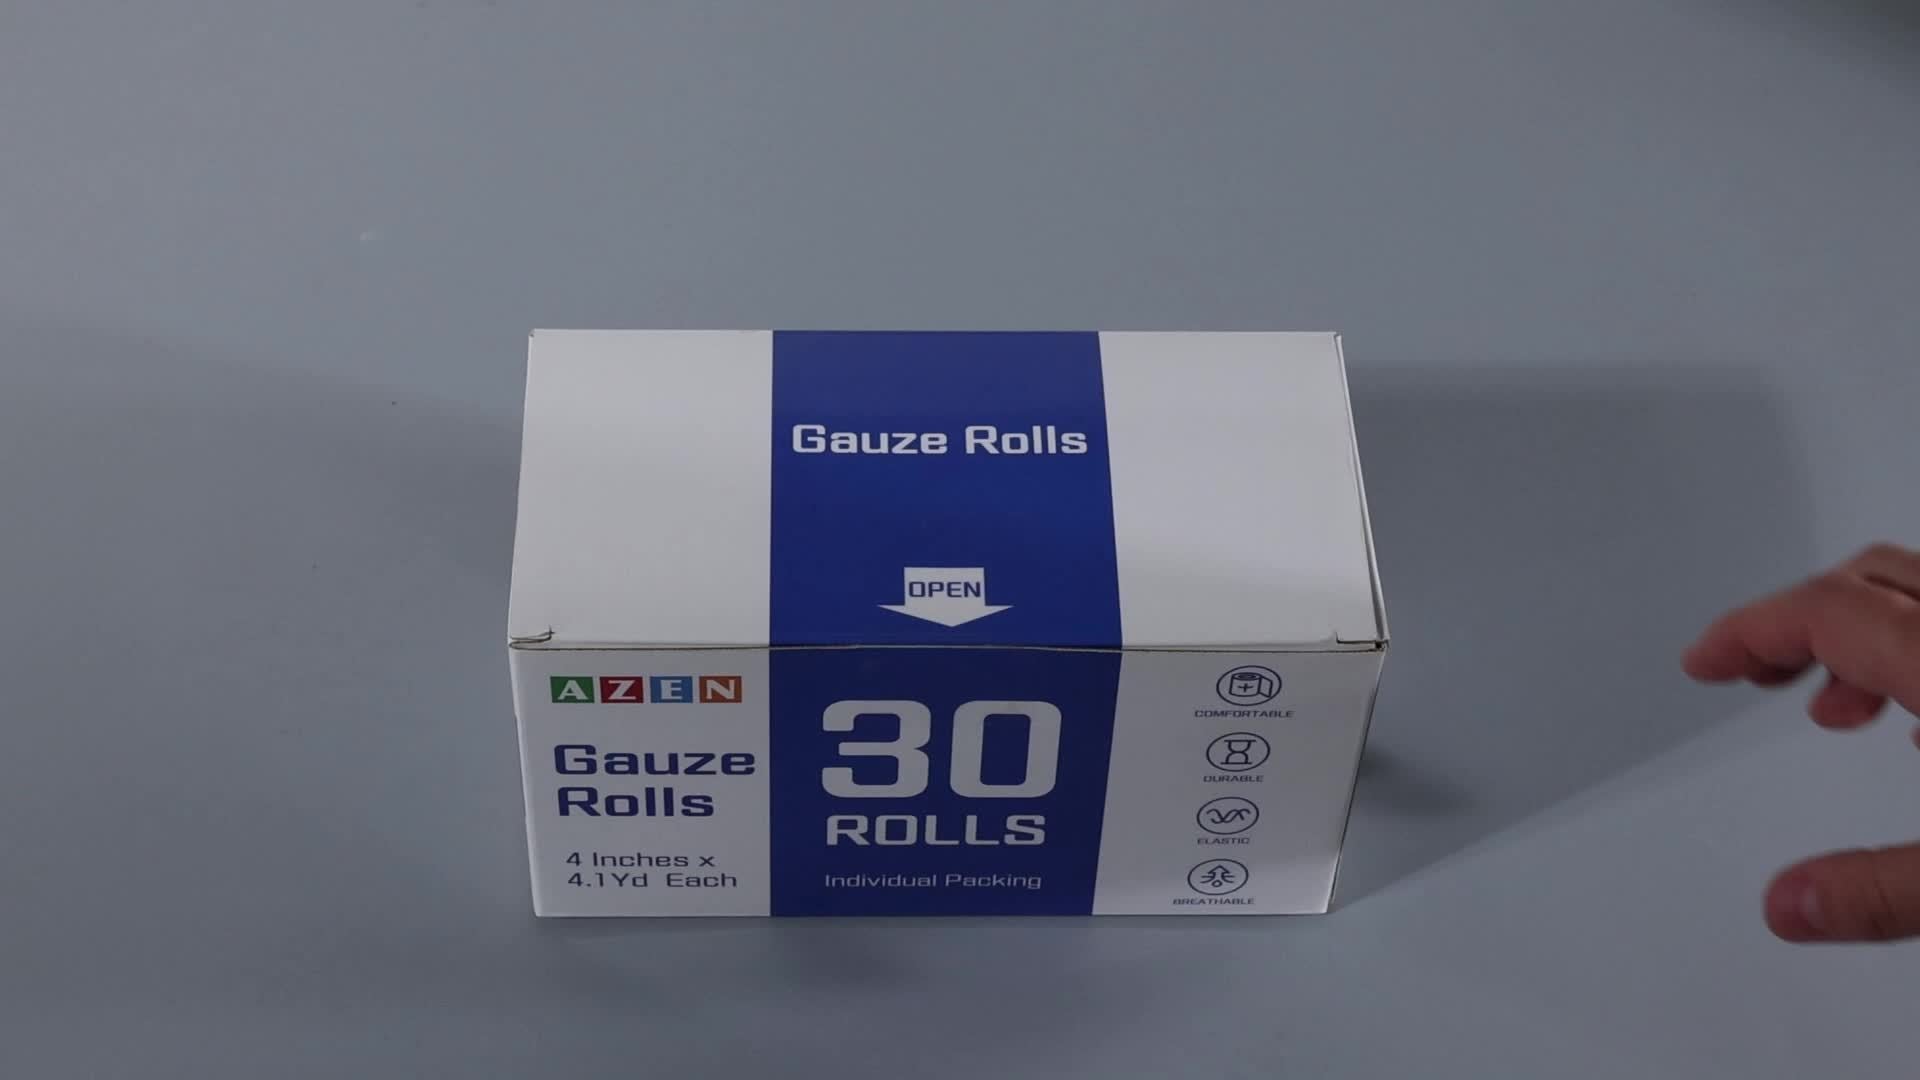 Gauze Rolls
OPEN
AZEN
Gauze
Rolls
4 Inches x
4.1Yd Each
30
ROLLS
Individual Packing
COMFORTABLE
DURABLE
ELASTIC
BREATHABLE